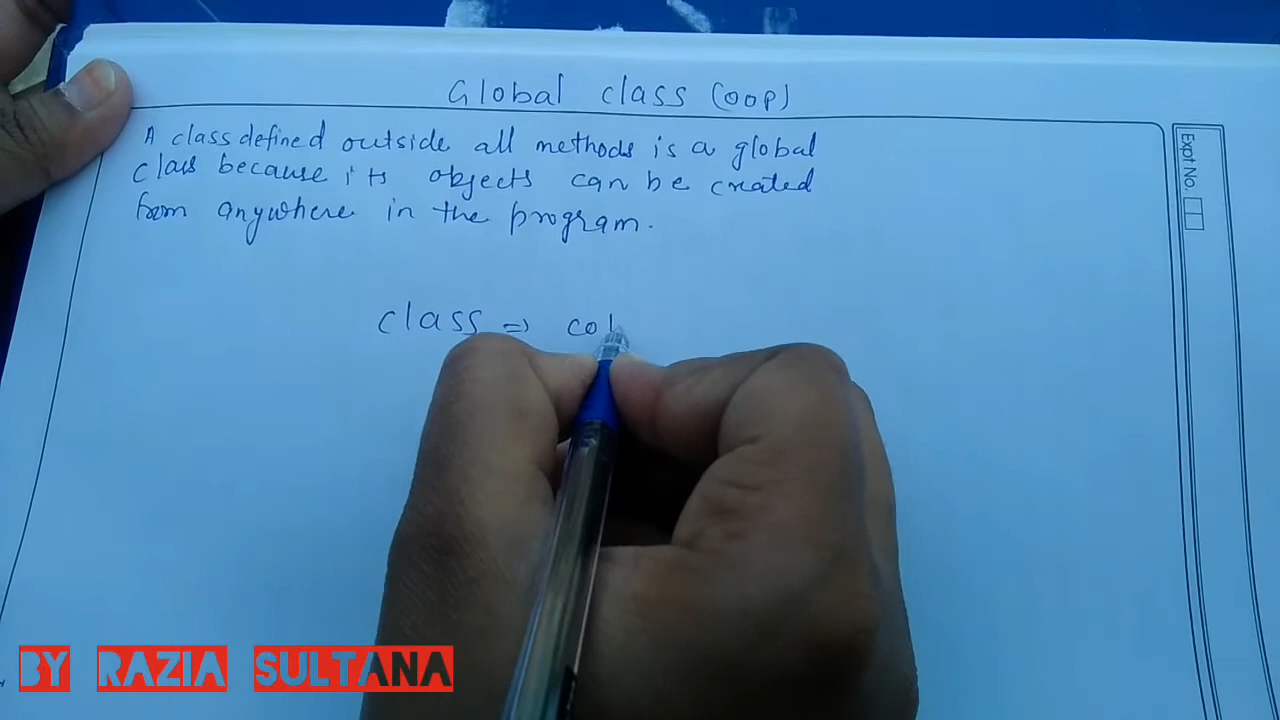 Global class (OOP)
A class defined outside all methods is a global
class because its objects can be created
from anywhere in the program.
class => col
Expt No.
BY RAZIA SULTANA